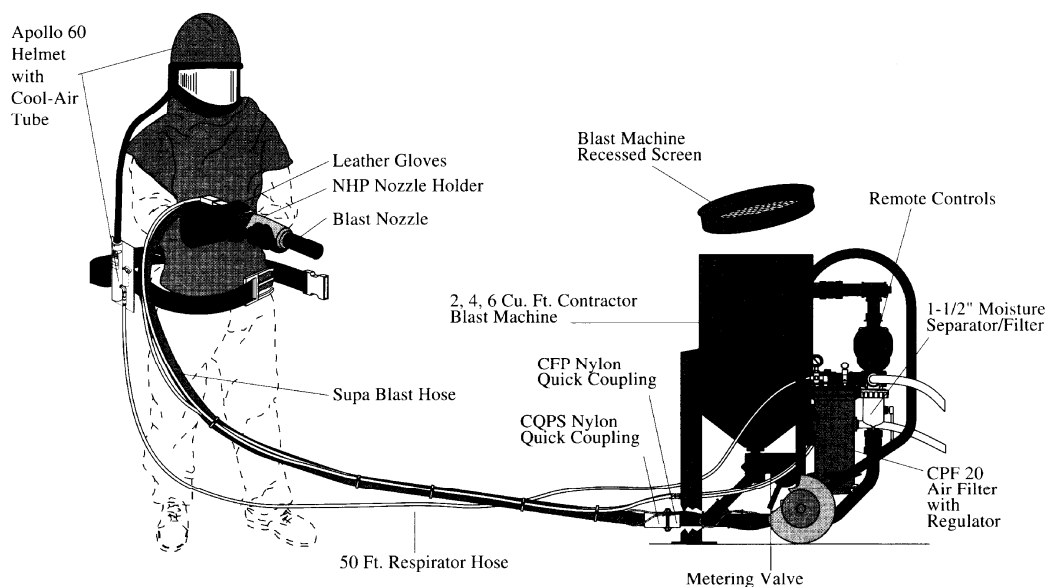 Apollo 60
Helmet
with
Cool-Air
Tube
Leather Gloves
NHP Nozzle Holder
Blast Nozzle
Supa Blast Hose
50 Ft. Respirator Hose
Blast Machine
Recessed Screen
Remote Controls
2, 4, 6 Cu. Ft. Contractor
Blast Machine
1-1/2" Moisture
Separator/Filter
CFP Nylon
Quick Coupling
CQPS Nylon
Quick Coupling
CPF 20
Air Filter
with
Regulator
Metering Valve